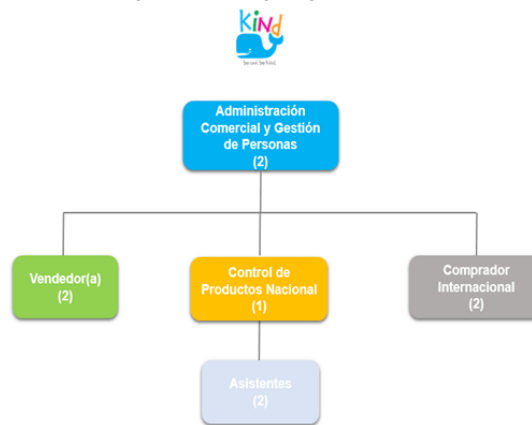 kiNd
Administración
Comercial y Gestión
de Personas
(2)
Vendedor(a)
(2)
Control de
Productos Nacional
(1)
Comprador
Internacional
(2)
Asistentes
(2)